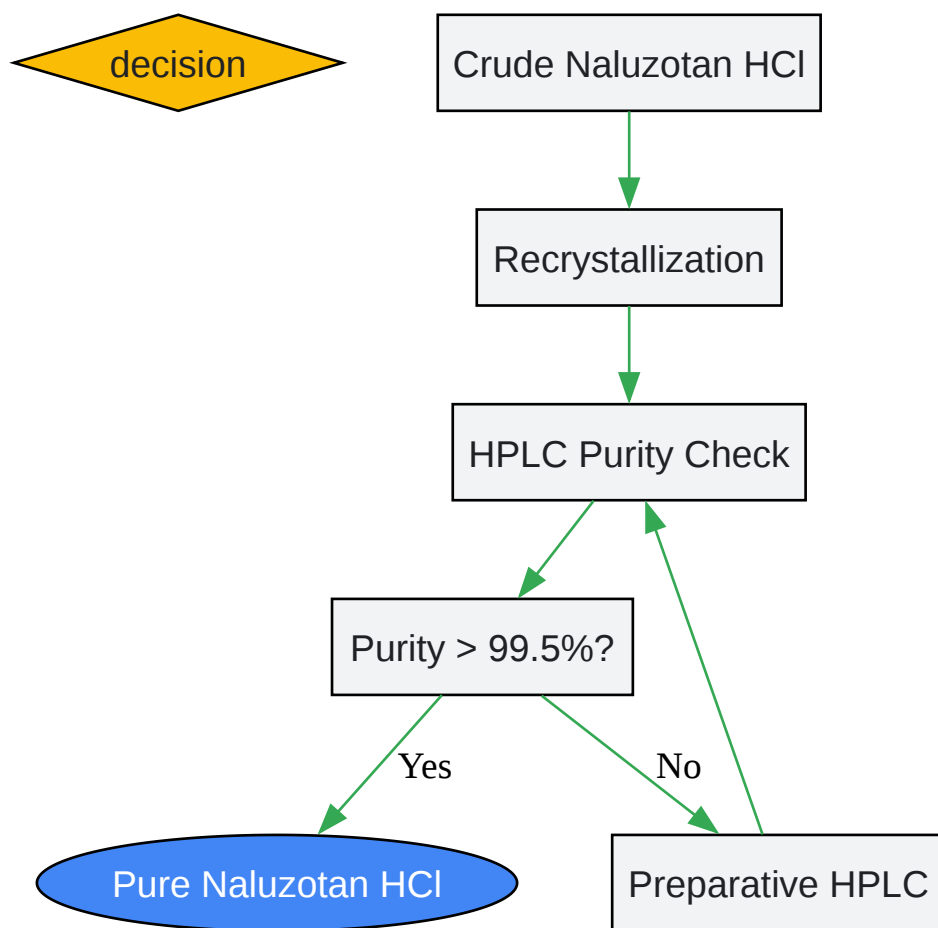 decision
Crude Naluzotan HCl
Recrystallization
HPLC Purity Check
Purity > 99.5%?
Yes
No
Pure Naluzotan HCl
Preparative HPLC